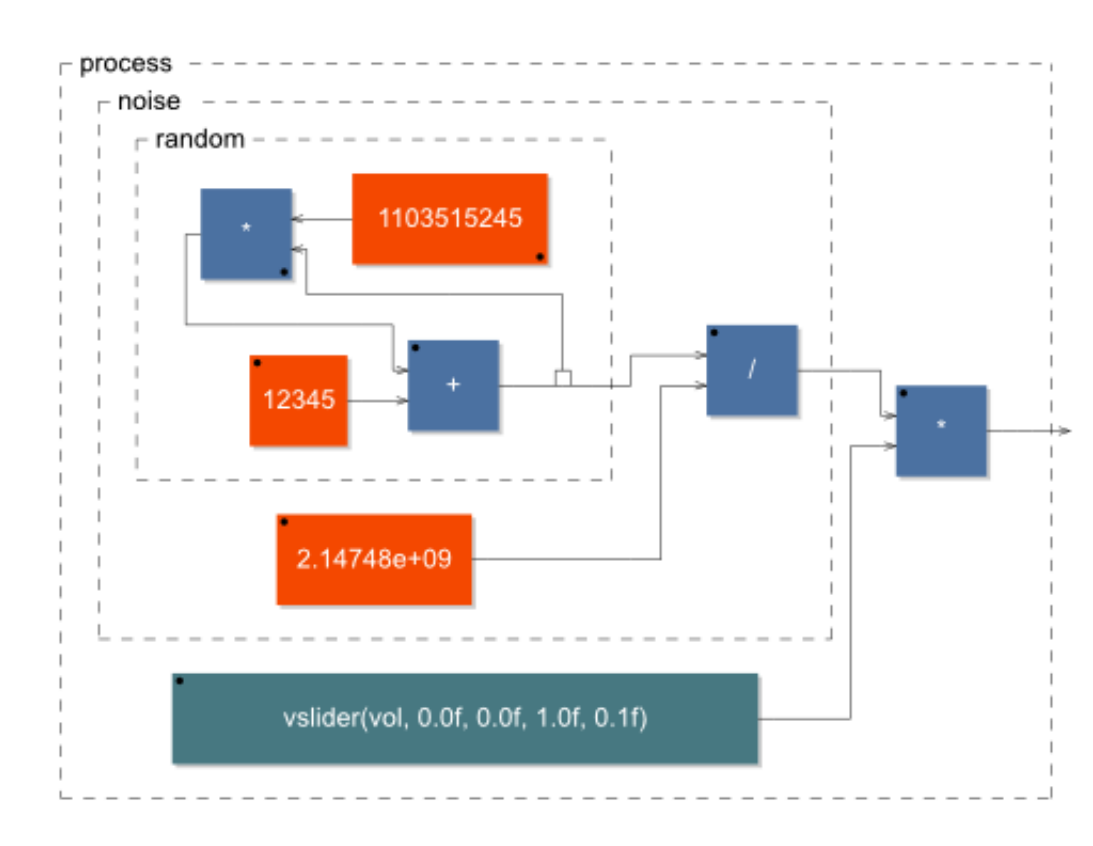 process
noise
random
*
1103515245
12345
+
/
*
2.14748e+09
vslider(vol, 0.0f, 0.0f, 1.0f, 0.1f)